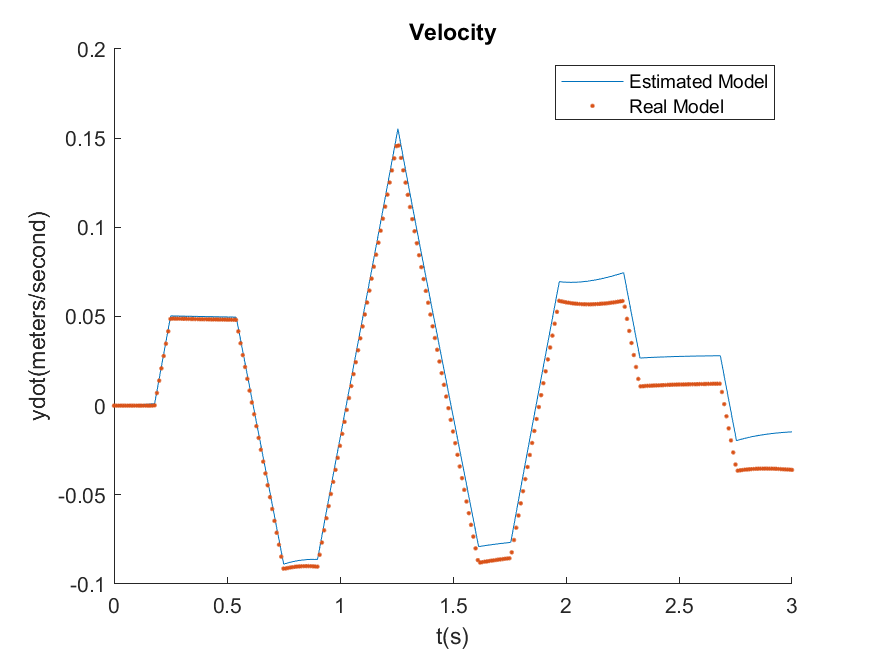 Velocity
Estimated Model
Real Model
0.2
0.15
0.1
0.05
0
-0.05
-0.1
ydot(meters/second)
0 0.5 1 1.5 2 2.5 3
t(s)